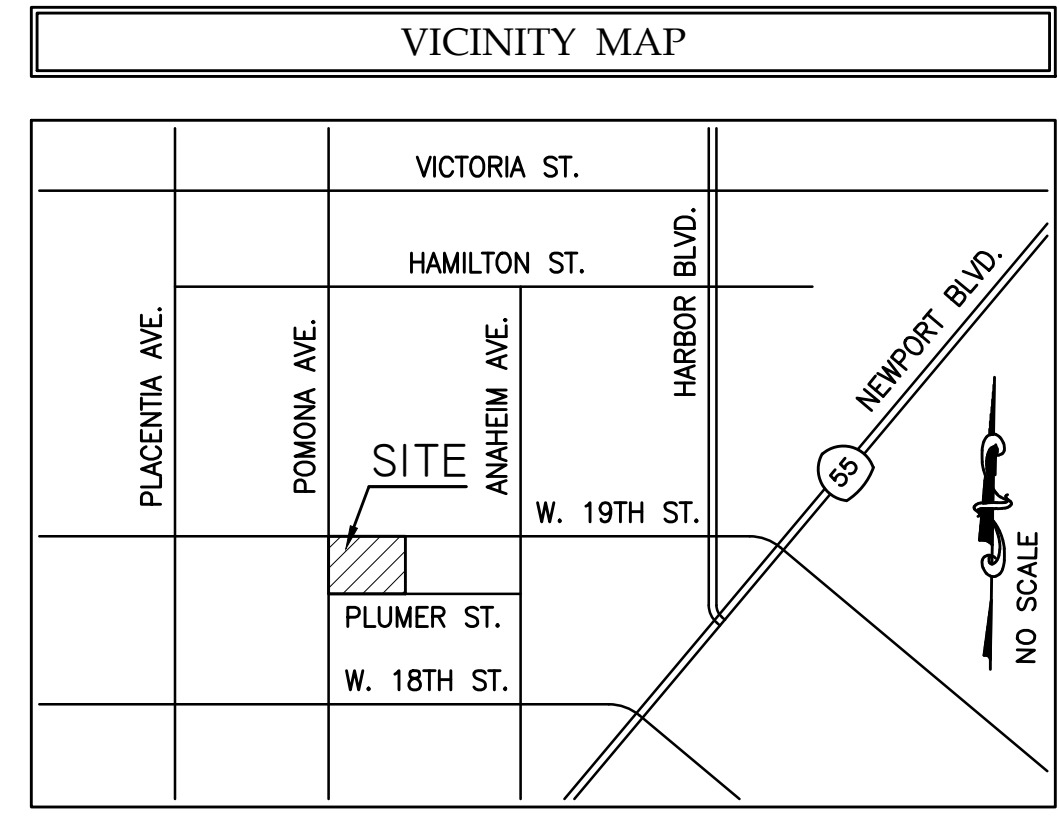 VICINITY MAP
VICTORIA ST.
HAMILTON ST.
HARBOR BLVD.
NEWPORT BLVD.
PLACENTIA AVE.
POMONA AVE.
ANAHEIM AVE.
SITE
55
W. 19TH ST.
NO SCALE
PLUMER ST.
W. 18TH ST.